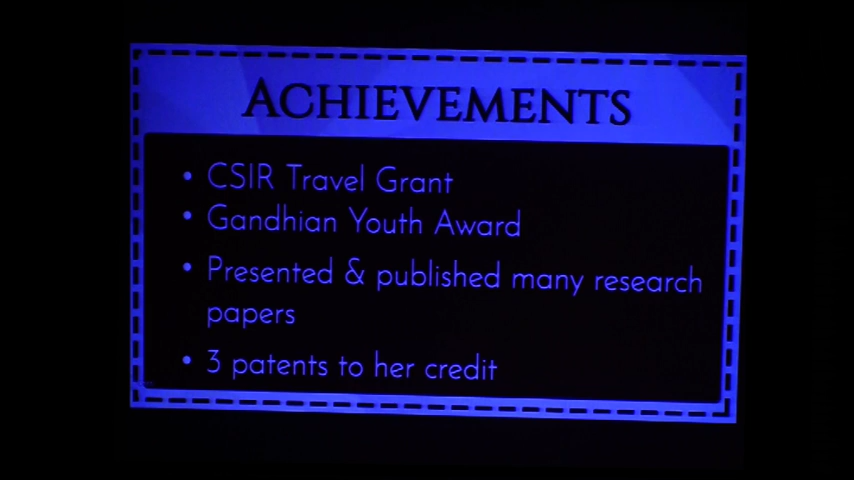 ACHIEVEMENTS
• CSIR Travel Grant
• Gandhian Youth Award
• Presented & published many research
papers
• 3 patents to her credit